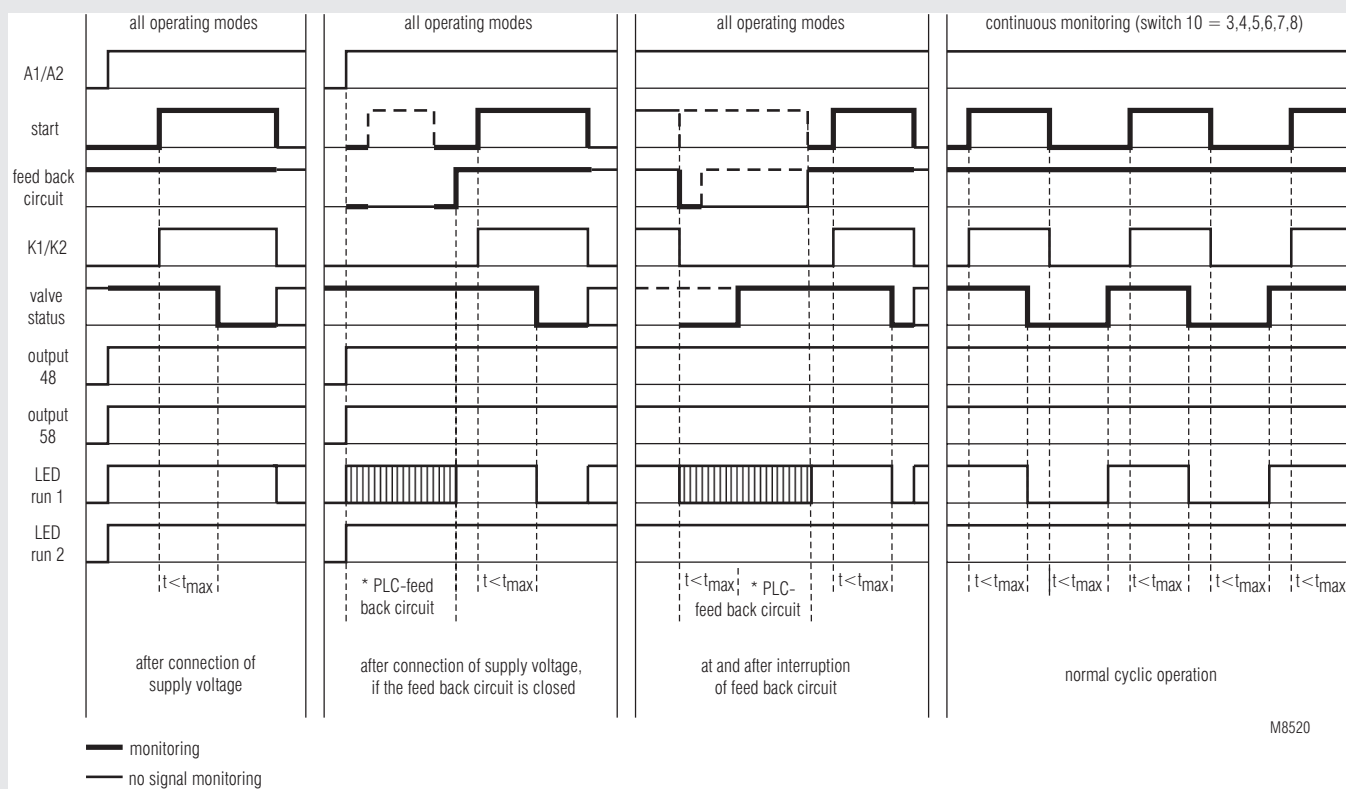 all operating modes
all operating modes
all operating modes
continuous monitoring (switch 10 = 3,4,5,6,7,8)
A1/A2
start
feed back
circuit
K1/K2
valve
status
output
48
output
58
LED
run 1
LED
run 2
t<tmax
* PLC-feed
back circuit
t<tmax
t<tmax * PLC-
feed back circuit
t<tmax
t<tmax
t<tmax
t<tmax
t<tmax
t<tmax
after connection of
supply voltage
after connection of supply voltage,
if the feed back circuit is closed
at and after interruption
of feed back circuit
normal cyclic operation
M8520
monitoring
no signal monitoring